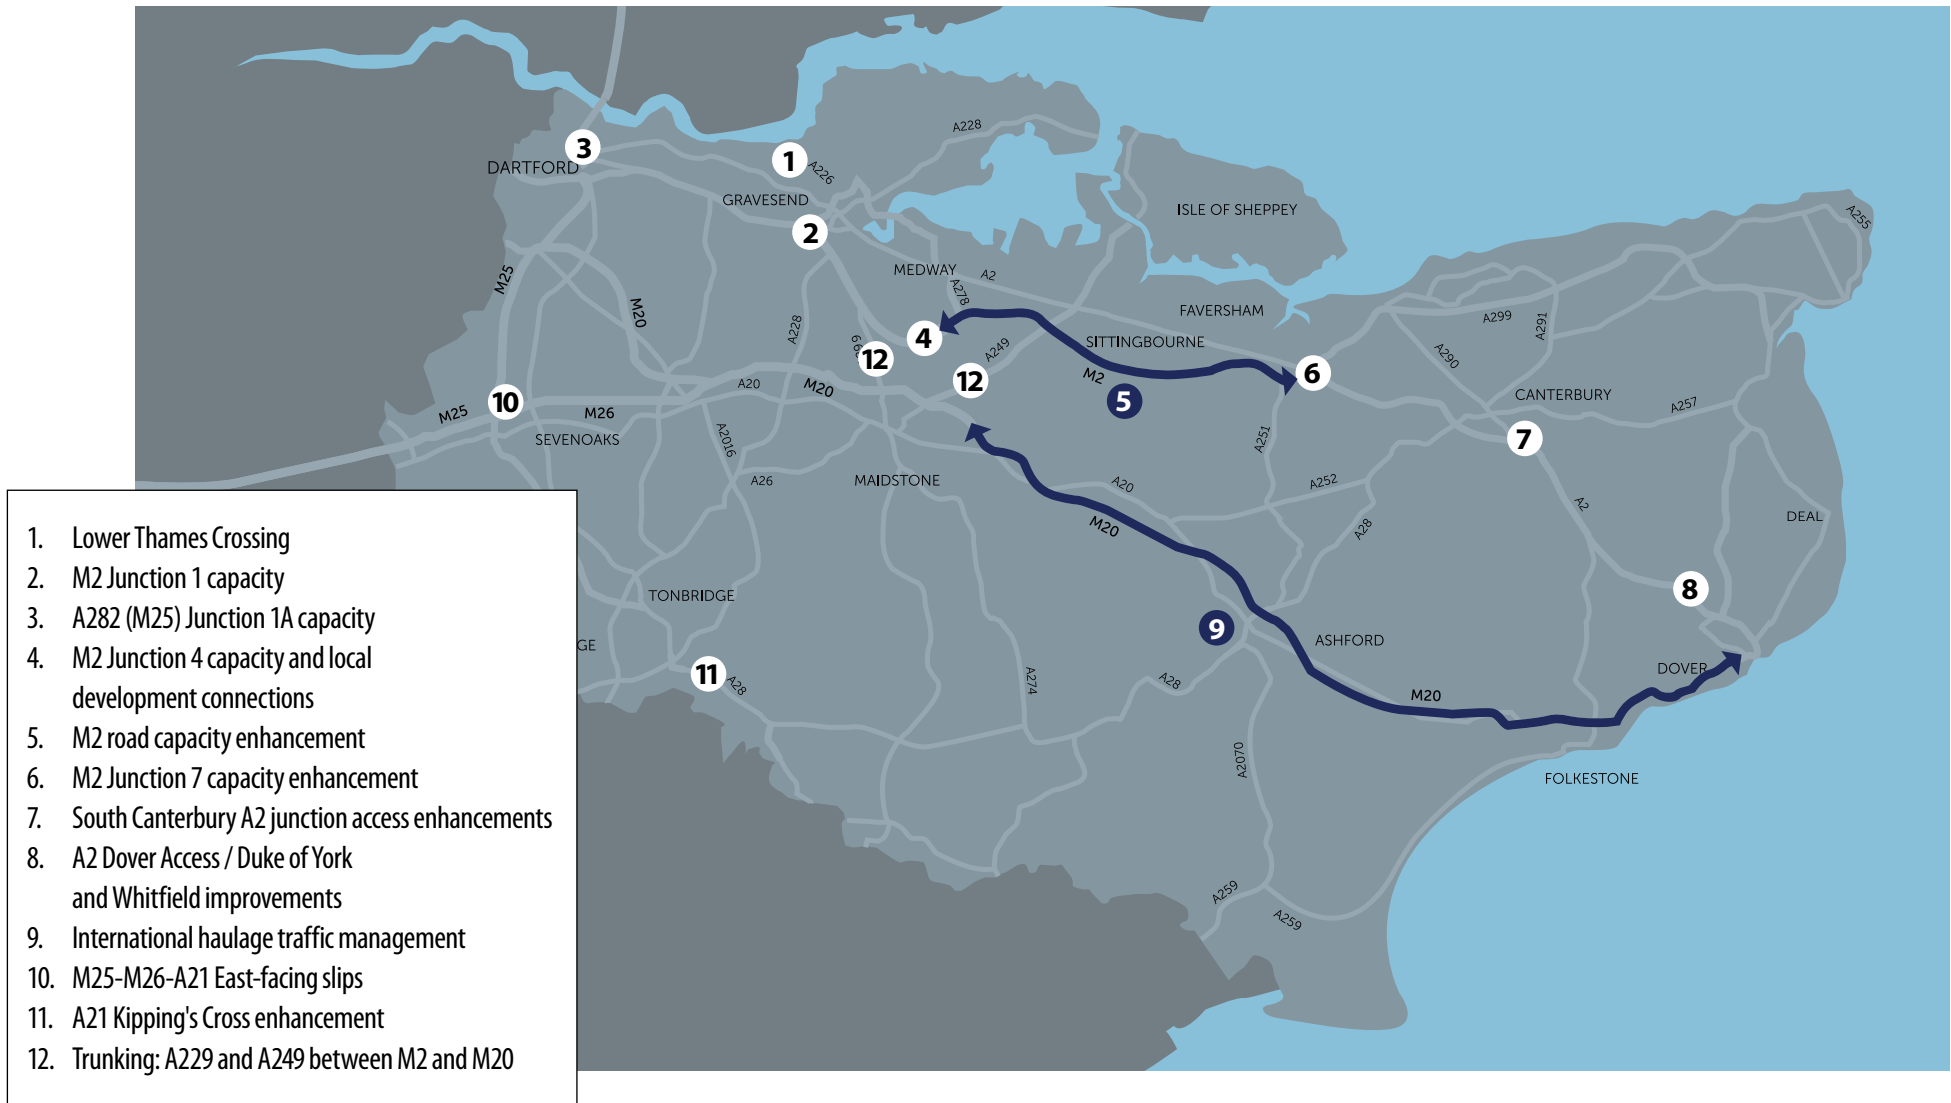 A228
3
1
DARTFORD
A226
GRAVESEND
ISLE OF SHEPPEY
A255
2
MEDWAY
A2
M25
A278
M20
FAVERSHAM
A299
A291
A228
4
SITTINGBOURNE
A249
A290
12
6
M2
12
A20
M20
5
10
CANTERBURY
A257
M25
M26
SEVENOAKS
A2016
A251
7
A26
MAIDSTONE
A20
A252
A2
M20
A28
DEAL
TONBRIDGE
8
9
GE
ASHFORD
11
A28
A274
A28
DOVER
M20
A2070
FOLKESTONE
A259
A259
1. Lower Thames Crossing
2. M2 Junction 1 capacity
3. A282 (M25) Junction 1A capacity
4. M2 Junction 4 capacity and local
development connections
5. M2 road capacity enhancement
6. M2 Junction 7 capacity enhancement
7. South Canterbury A2 junction access enhancements
8. A2 Dover Access / Duke of York
and Whitfield improvements
9. International haulage traffic management
10. M25-M26-A21 East-facing slips
11. A21 Kipping's Cross enhancement
12. Trunking: A229 and A249 between M2 and M20